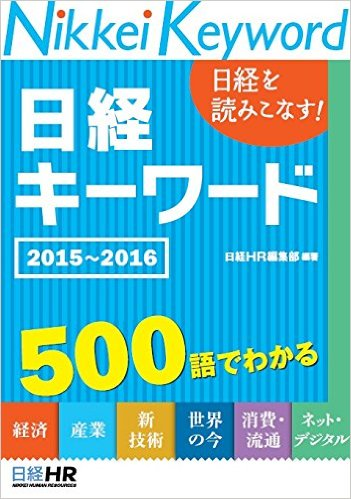 Nikkei Keyword
日経を
読みこなす!
日経
キーワード
2015~2016
日経HR編集部 編著
500語でわかる
経済
産業
新
技術
世界
の今
消費・
流通
ネット・
デジタル
日経HR
NIKKEI HUMAN RESOURCES